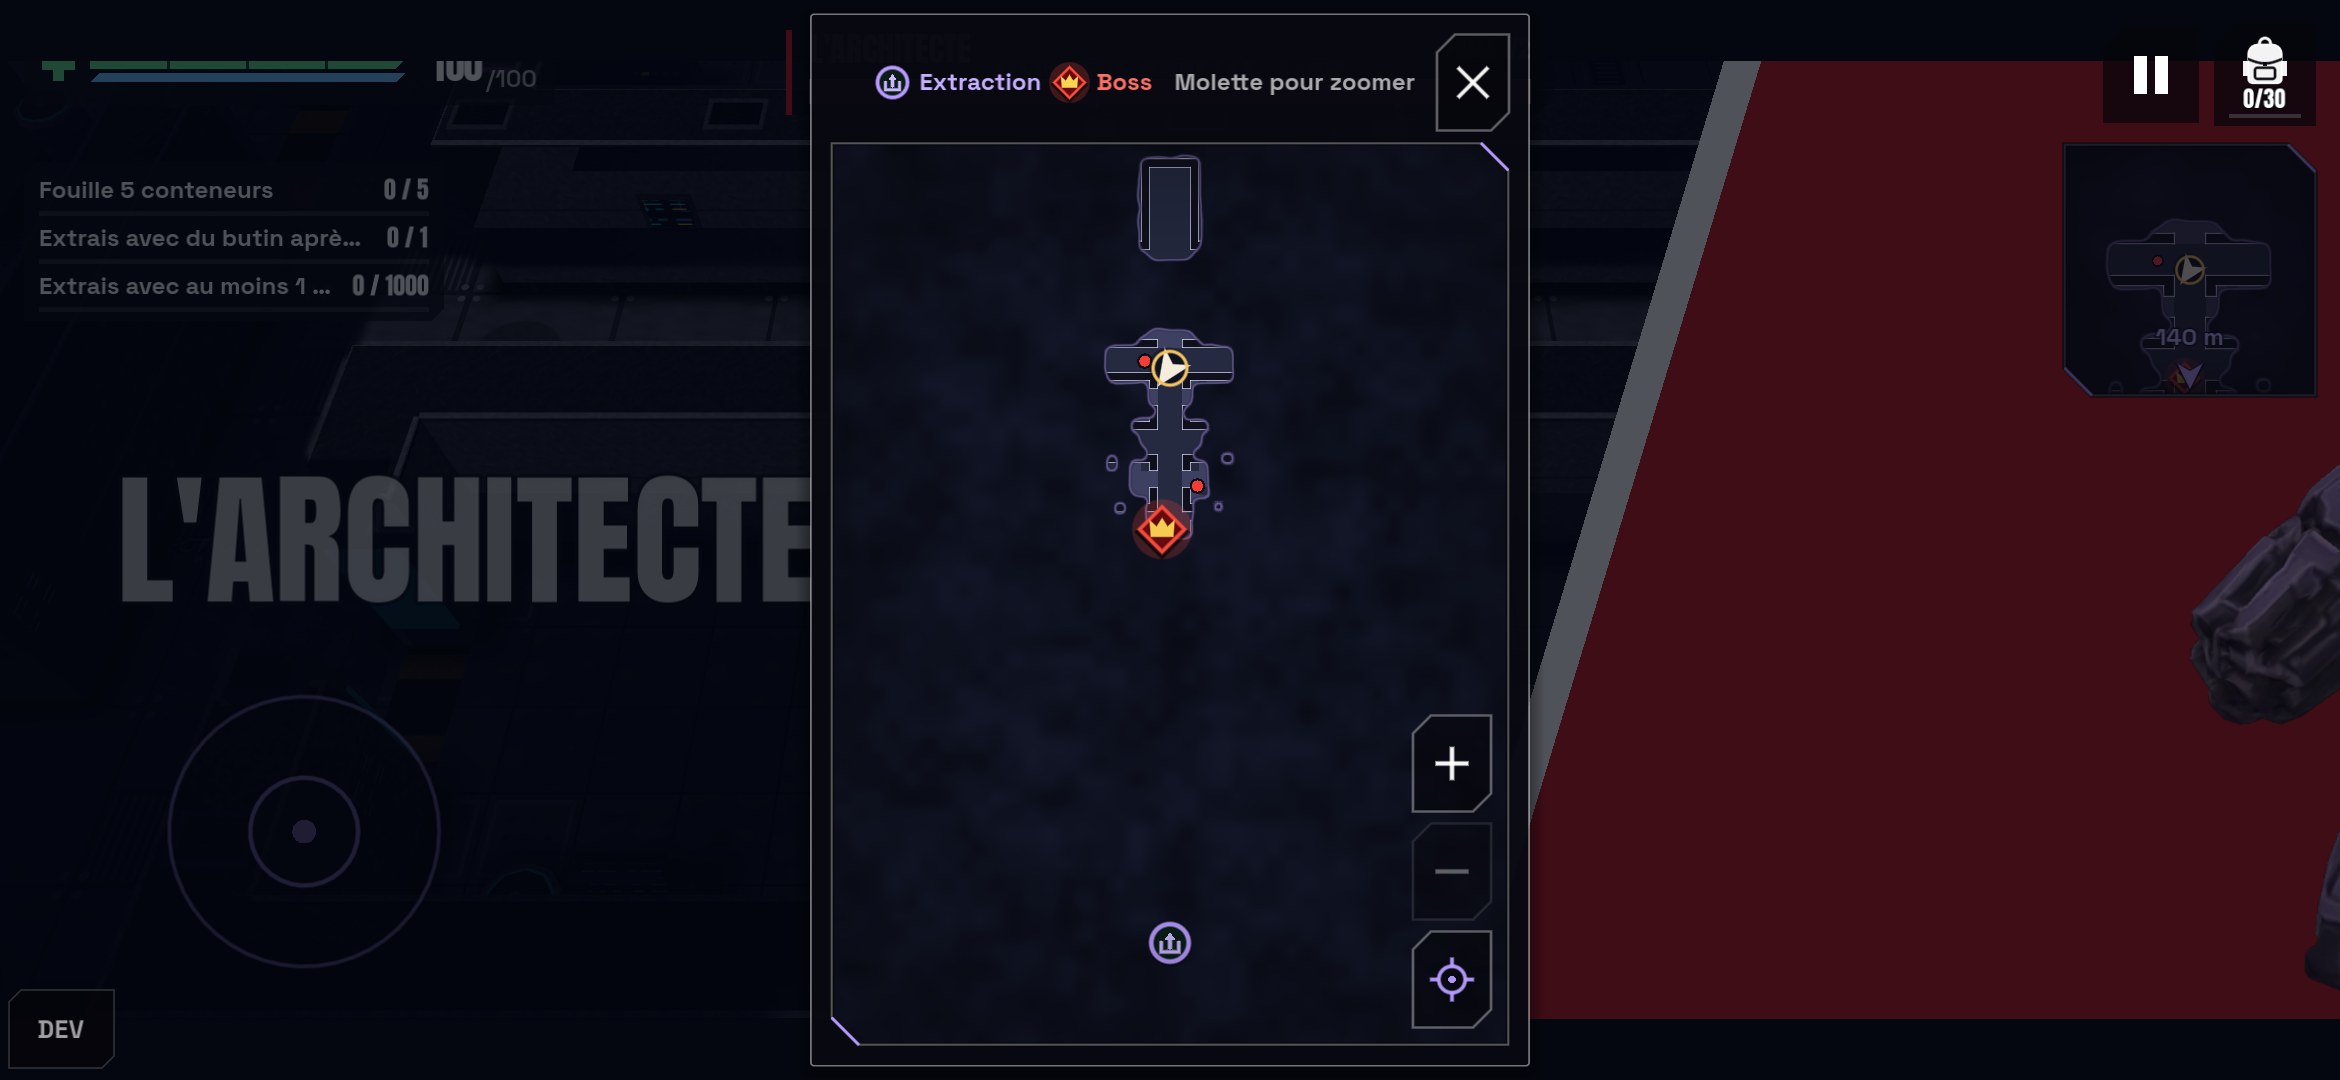 L'ARCHITECTE
100/100
Extraction
Boss
Molette pour zoomer
0/30
Fouille 5 conteneurs 0 / 5
Extrais avec du butin aprè... 0 / 1
Extrais avec au moins 1 ... 0 / 1000
140 m
L'ARCHITECTE
DEV